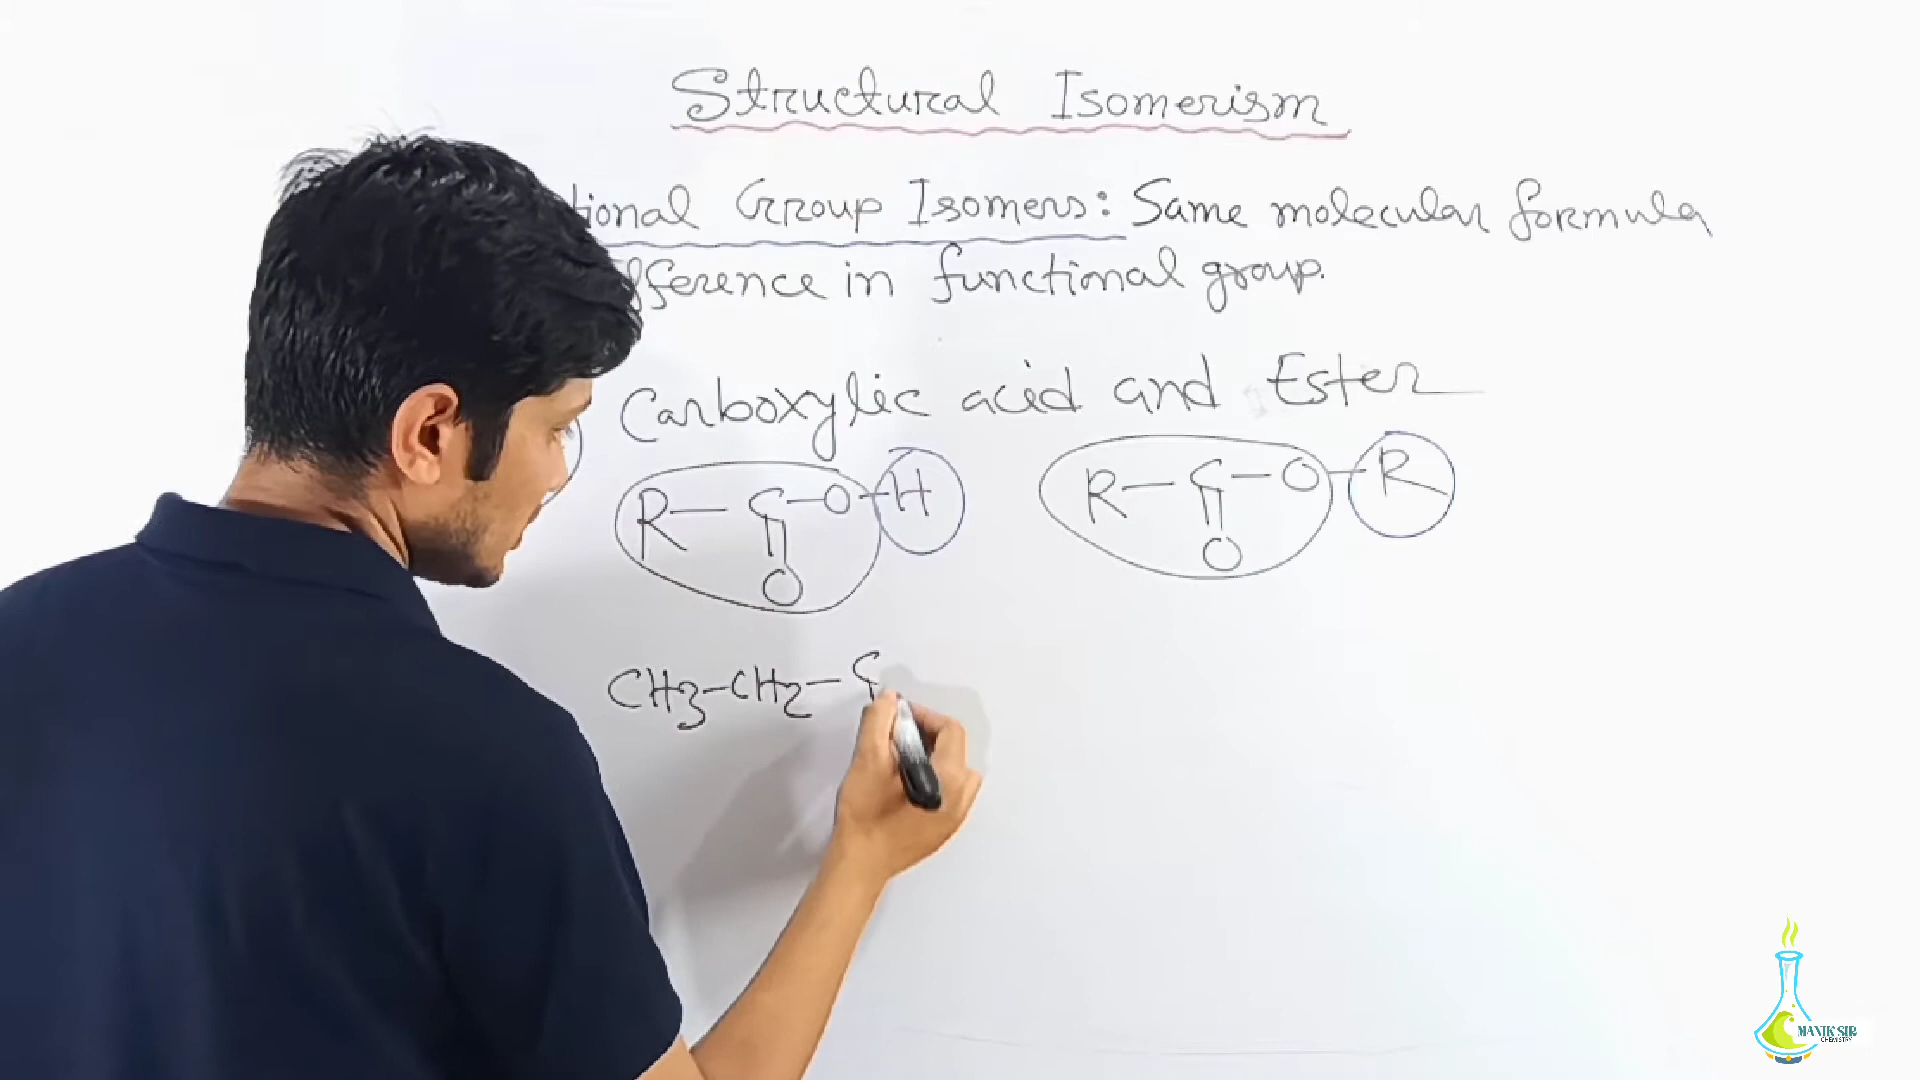 Structural Isomerism
tional Group Isomers: Same molecular formula
fference in functional group.
Carboxylic acid and Ester
R—C—O—H R—C—O—R
|| ||
O O
CH3—CH2—C
MANIK SIR
CHEMISTRY